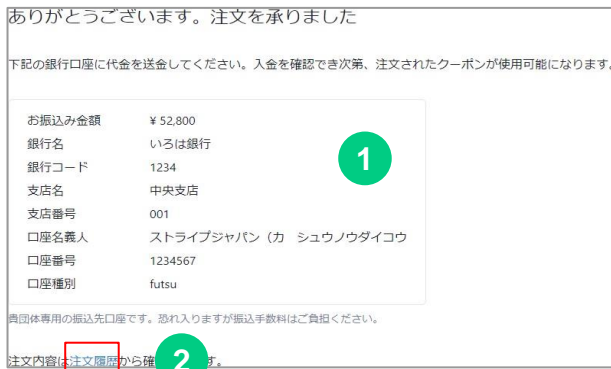 ありがとうございます。注文を承りました
下記の銀行口座に代金を送金してください。入金を確認でき次第、注文されたクーポンが使用可能になります。
お振込み金額 ¥ 52,800
銀行名 いろは銀行
銀行コード 1234
支店名 中央支店
支店番号 001
口座名義人 ストライプジャパン（カ シュウノウダイコウ
口座番号 1234567
口座種別 futsu
1
貴団体専用の振込先口座です。恐れ入りますが振込手数料はご負担ください。
注文内容は注文履歴から確 す。
2